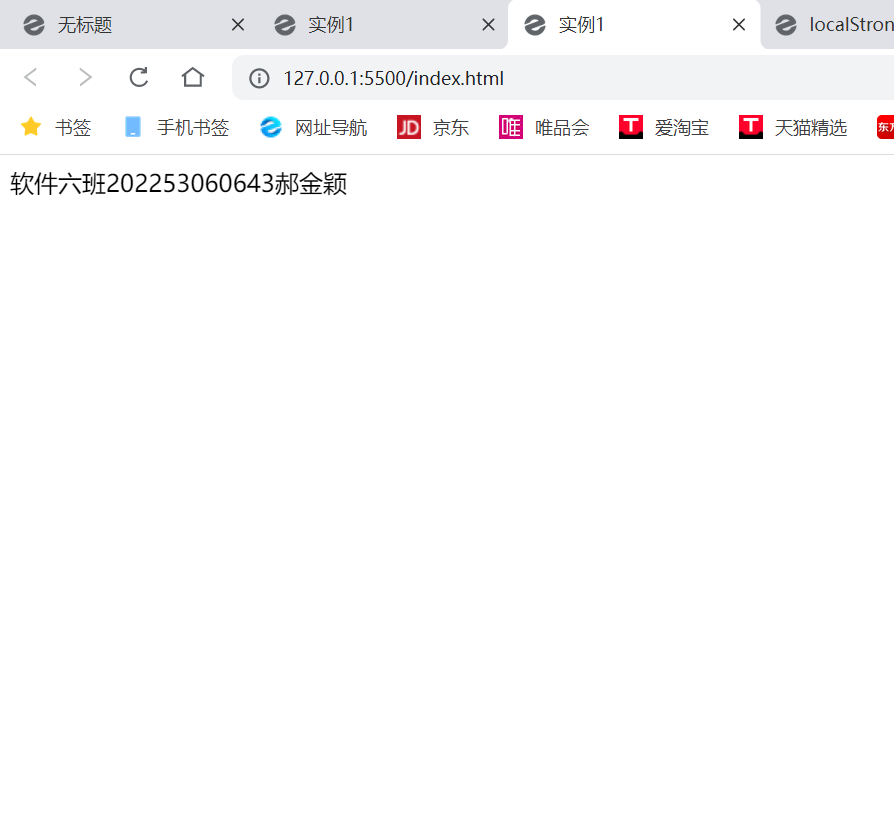 无标题
实例1
实例1
localStron
127.0.0.1:5500/index.html
书签
手机书签
网址导航
JD 京东
唯 唯品会
T 爱淘宝
T 天猫精选
东
软件六班202253060643郝金颖